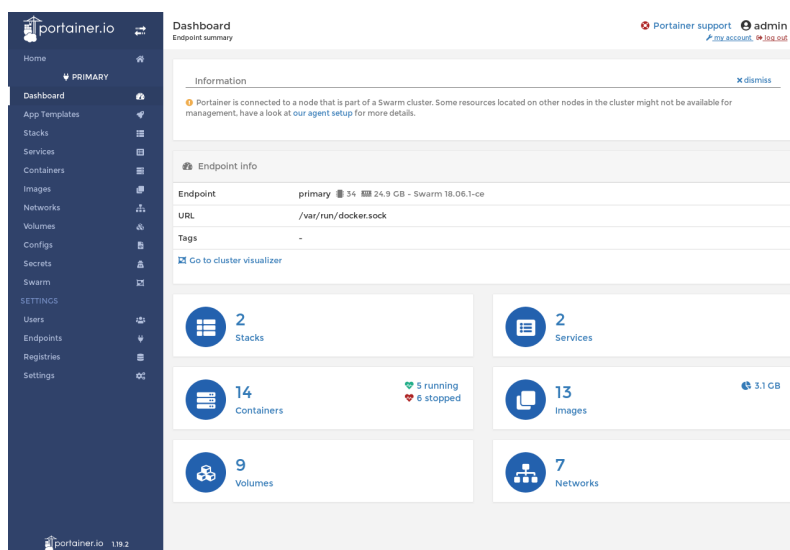 portainer.io
Home
PRIMARY
Dashboard
App Templates
Stacks
Services
Containers
Images
Networks
Volumes
Configs
Secrets
Swarm
SETTINGS
Users
Endpoints
Registries
Settings
portainer.io 1.19.2
Dashboard
Endpoint summary
Portainer support admin
my account log out
Information
dismiss
Portainer is connected to a node that is part of a Swarm cluster. Some resources located on other nodes in the cluster might not be available for
management, have a look at our agent setup for more details.
Endpoint info
Endpoint primary 34 24.9 GB - Swarm 18.06.1-ce
URL /var/run/docker.sock
Tags -
Go to cluster visualizer
2
Stacks
2
Services
14
Containers
5 running
6 stopped
13
Images
3.1 GB
9
Volumes
7
Networks